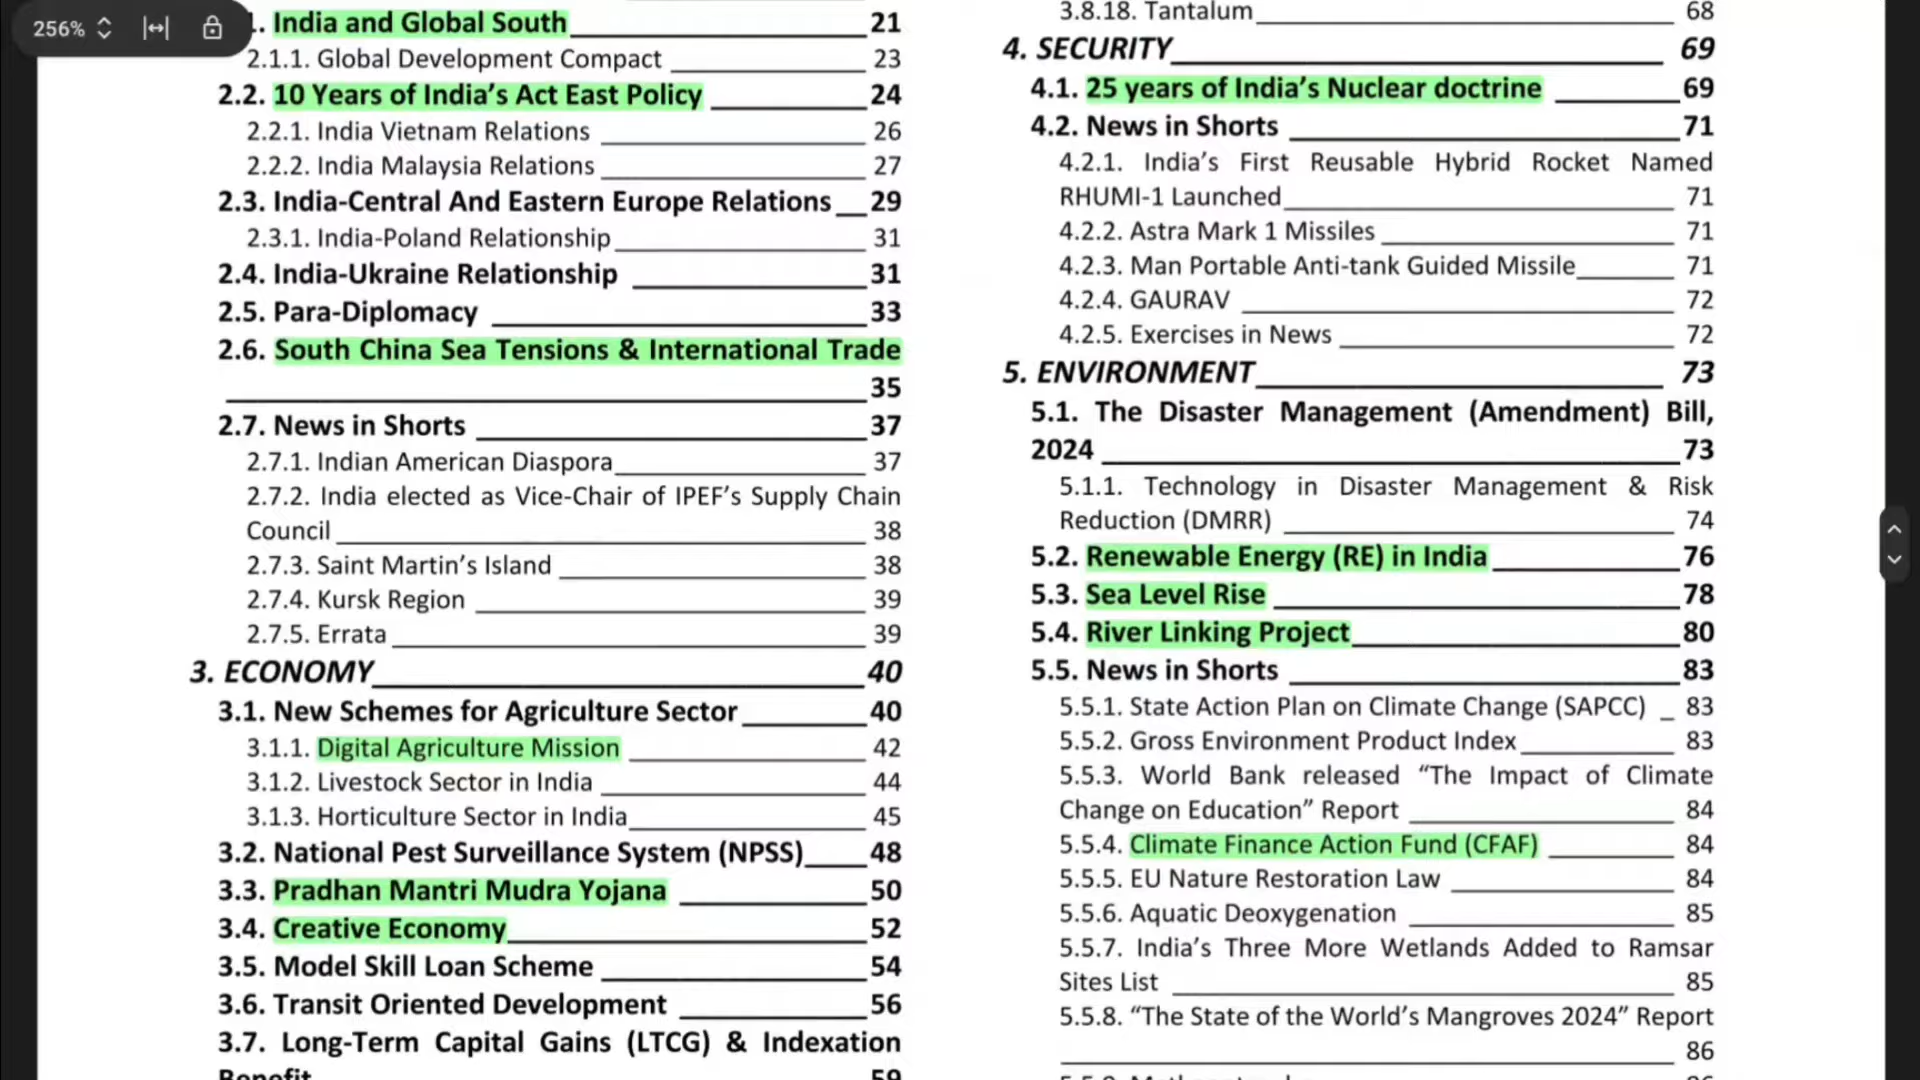 256%
. India and Global South 21
2.1.1. Global Development Compact 23
2.2. 10 Years of India’s Act East Policy 24
2.2.1. India Vietnam Relations 26
2.2.2. India Malaysia Relations 27
2.3. India-Central And Eastern Europe Relations 29
2.3.1. India-Poland Relationship 31
2.4. India-Ukraine Relationship 31
2.5. Para-Diplomacy 33
2.6. South China Sea Tensions & International Trade
35
2.7. News in Shorts 37
2.7.1. Indian American Diaspora 37
2.7.2. India elected as Vice-Chair of IPEF’s Supply Chain
Council 38
2.7.3. Saint Martin’s Island 38
2.7.4. Kursk Region 39
2.7.5. Errata 39
3. ECONOMY 40
3.1. New Schemes for Agriculture Sector 40
3.1.1. Digital Agriculture Mission 42
3.1.2. Livestock Sector in India 44
3.1.3. Horticulture Sector in India 45
3.2. National Pest Surveillance System (NPSS) 48
3.3. Pradhan Mantri Mudra Yojana 50
3.4. Creative Economy 52
3.5. Model Skill Loan Scheme 54
3.6. Transit Oriented Development 56
3.7. Long-Term Capital Gains (LTCG) & Indexation
Benefit 59
3.8.18. Tantalum 68
4. SECURITY 69
4.1. 25 years of India’s Nuclear doctrine 69
4.2. News in Shorts 71
4.2.1. India’s First Reusable Hybrid Rocket Named
RHUMI-1 Launched 71
4.2.2. Astra Mark 1 Missiles 71
4.2.3. Man Portable Anti-tank Guided Missile 71
4.2.4. GAURAV 72
4.2.5. Exercises in News 72
5. ENVIRONMENT 73
5.1. The Disaster Management (Amendment) Bill,
2024 73
5.1.1. Technology in Disaster Management & Risk
Reduction (DMRR) 74
5.2. Renewable Energy (RE) in India 76
5.3. Sea Level Rise 78
5.4. River Linking Project 80
5.5. News in Shorts 83
5.5.1. State Action Plan on Climate Change (SAPCC) 83
5.5.2. Gross Environment Product Index 83
5.5.3. World Bank released “The Impact of Climate
Change on Education” Report 84
5.5.4. Climate Finance Action Fund (CFAF) 84
5.5.5. EU Nature Restoration Law 84
5.5.6. Aquatic Deoxygenation 85
5.5.7. India’s Three More Wetlands Added to Ramsar
Sites List 85
5.5.8. “The State of the World’s Mangroves 2024” Report
86